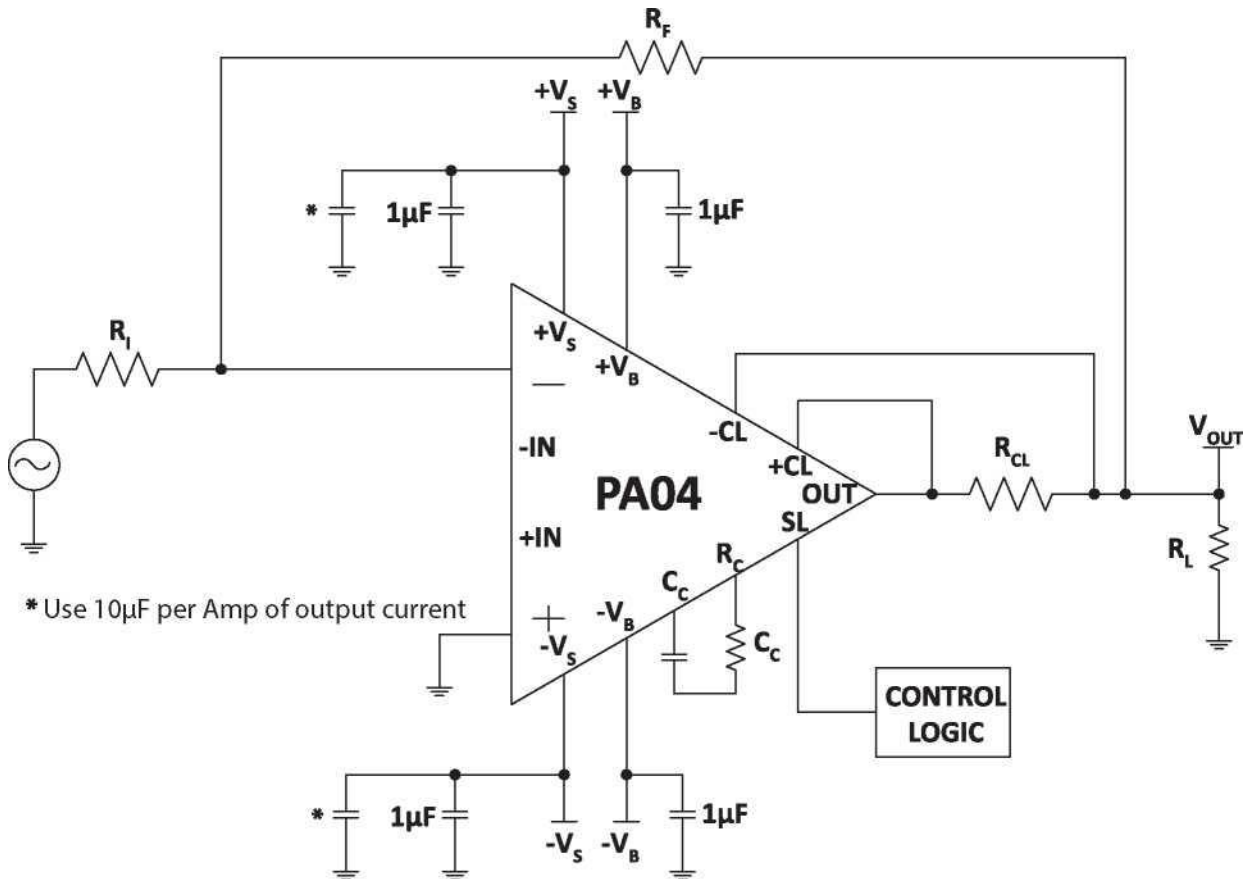 R_F
+V_S +V_B
* 1µF 1µF
R_I
+V_S
+V_B
−
-CL
-IN
+CL
V_OUT
R_CL
PA04
OUT
SL
+IN
R_L
R_C
C_C
* Use 10µF per Amp of output current
+
-V_B
-V_S
C_C
CONTROL
LOGIC
* 1µF 1µF
-V_S -V_B